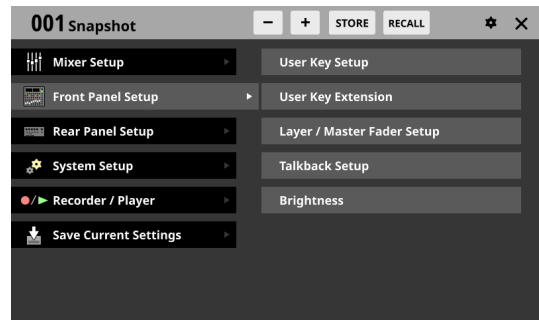 001 Snapshot
− + STORE RECALL
Mixer Setup
Front Panel Setup
Rear Panel Setup
System Setup
Recorder / Player
Save Current Settings
User Key Setup
User Key Extension
Layer / Master Fader Setup
Talkback Setup
Brightness